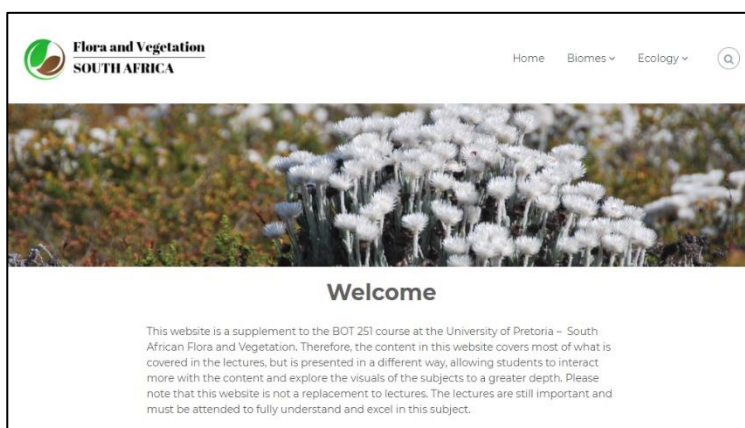 Flora and Vegetation
SOUTH AFRICA
Home Biomes Ecology
Welcome
This website is a supplement to the BOT 251 course at the University of Pretoria – South
African Flora and Vegetation. Therefore, the content in this website covers most of what is
covered in the lectures, but is presented in a different way, allowing students to interact
more with the content and explore the visuals of the subjects to a greater depth. Please
note that this website is not a replacement to lectures. The lectures are still important and
must be attended to fully understand and excel in this subject.